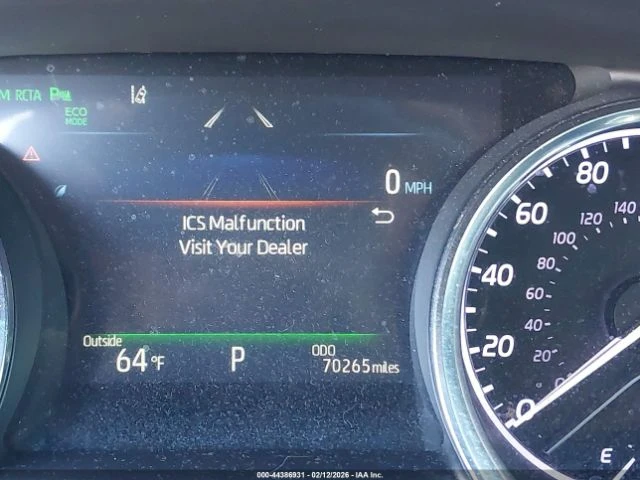 M RCTA P
ECO
MODE
0 MPH
ICS Malfunction
Visit Your Dealer
Outside
64 °F
P
ODO
70265 miles
80
60
40
20
0
140
120
100
80
60
40
20
0
E
000-44386931 - 02/12/2026 - IAA Inc.